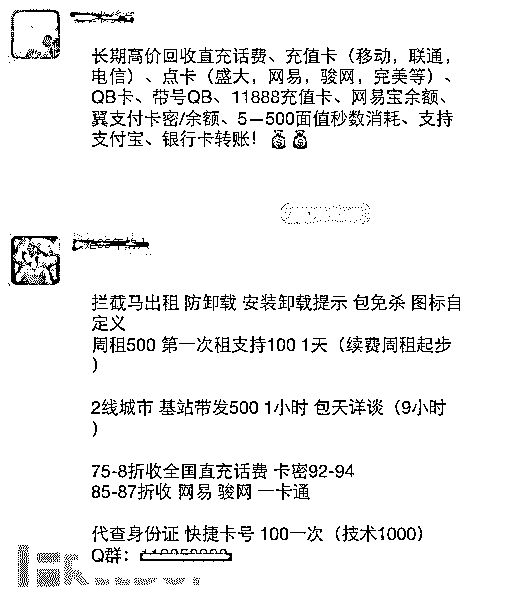 长期高价回收直充话费、充值卡（移动，联通，
电信）、点卡（盛大，网易，骏网，完美等）、
QB卡、带号QB、11888充值卡、网易宝余额、
翼支付卡密/余额、5—500面值秒数消耗、支持
支付宝、银行卡转账！💰💰
拦截马出租 防卸载 安装卸载提示 包免杀 图标自
定义
周租500 第一次租支持100 1天（续费周租起步
）
2线城市 基站带发500 1小时 包天详谈（9小时
）
75-8折收全国直充话费 卡密92-94
85-87折收 网易 骏网 一卡通
代查身份证 快捷卡号 100一次（技术1000）
Q群：